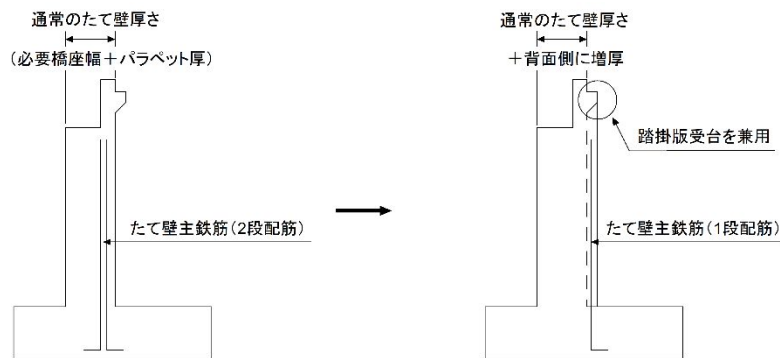 通常のたて壁厚さ
(必要橋座幅＋パラペット厚)
たて壁主鉄筋(2段配筋)
通常のたて壁厚さ
＋背面側に増厚
踏掛版受台を兼用
たて壁主鉄筋(1段配筋)